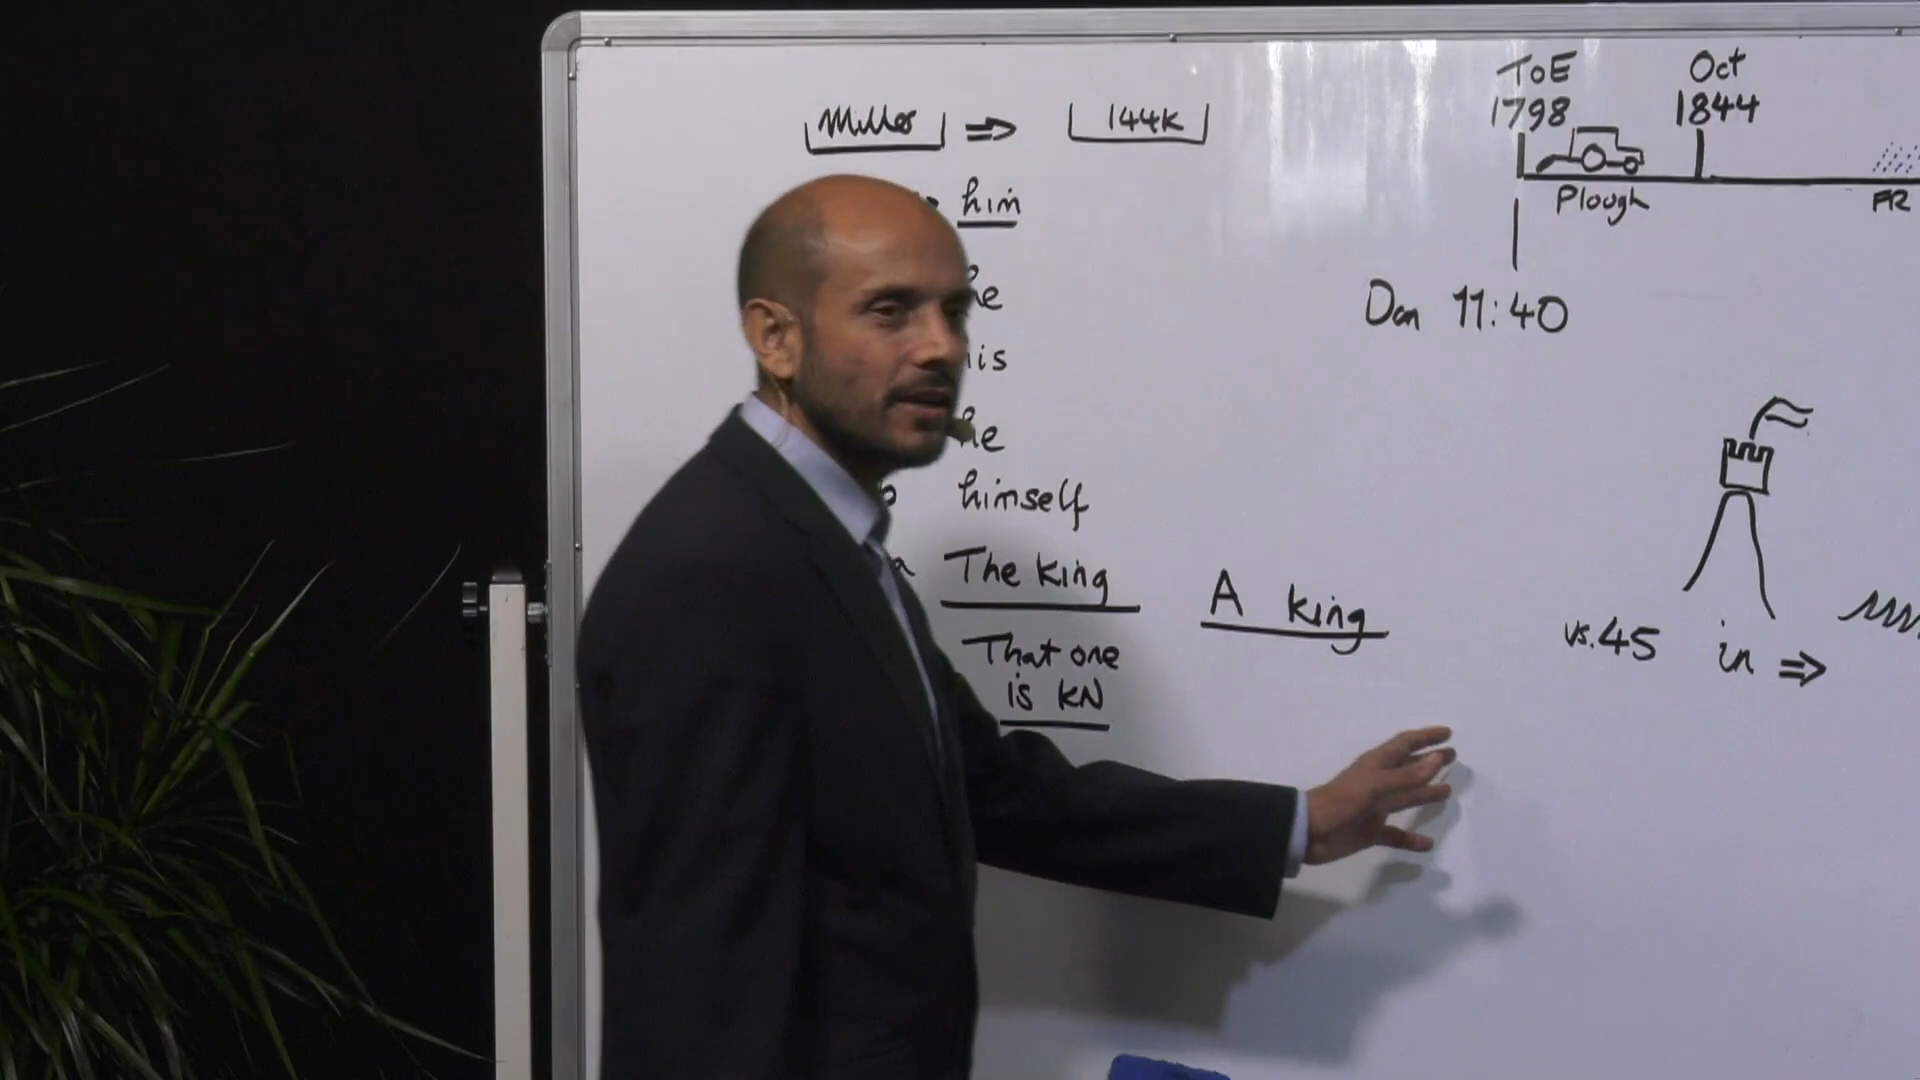 Miller ⇒ 144K
him
he
his
he
himself
The king
A king
That one
is KN
ToE
1798
Oct
1844
Plough
FR
Dan 11:40
vs.45 in ⇒